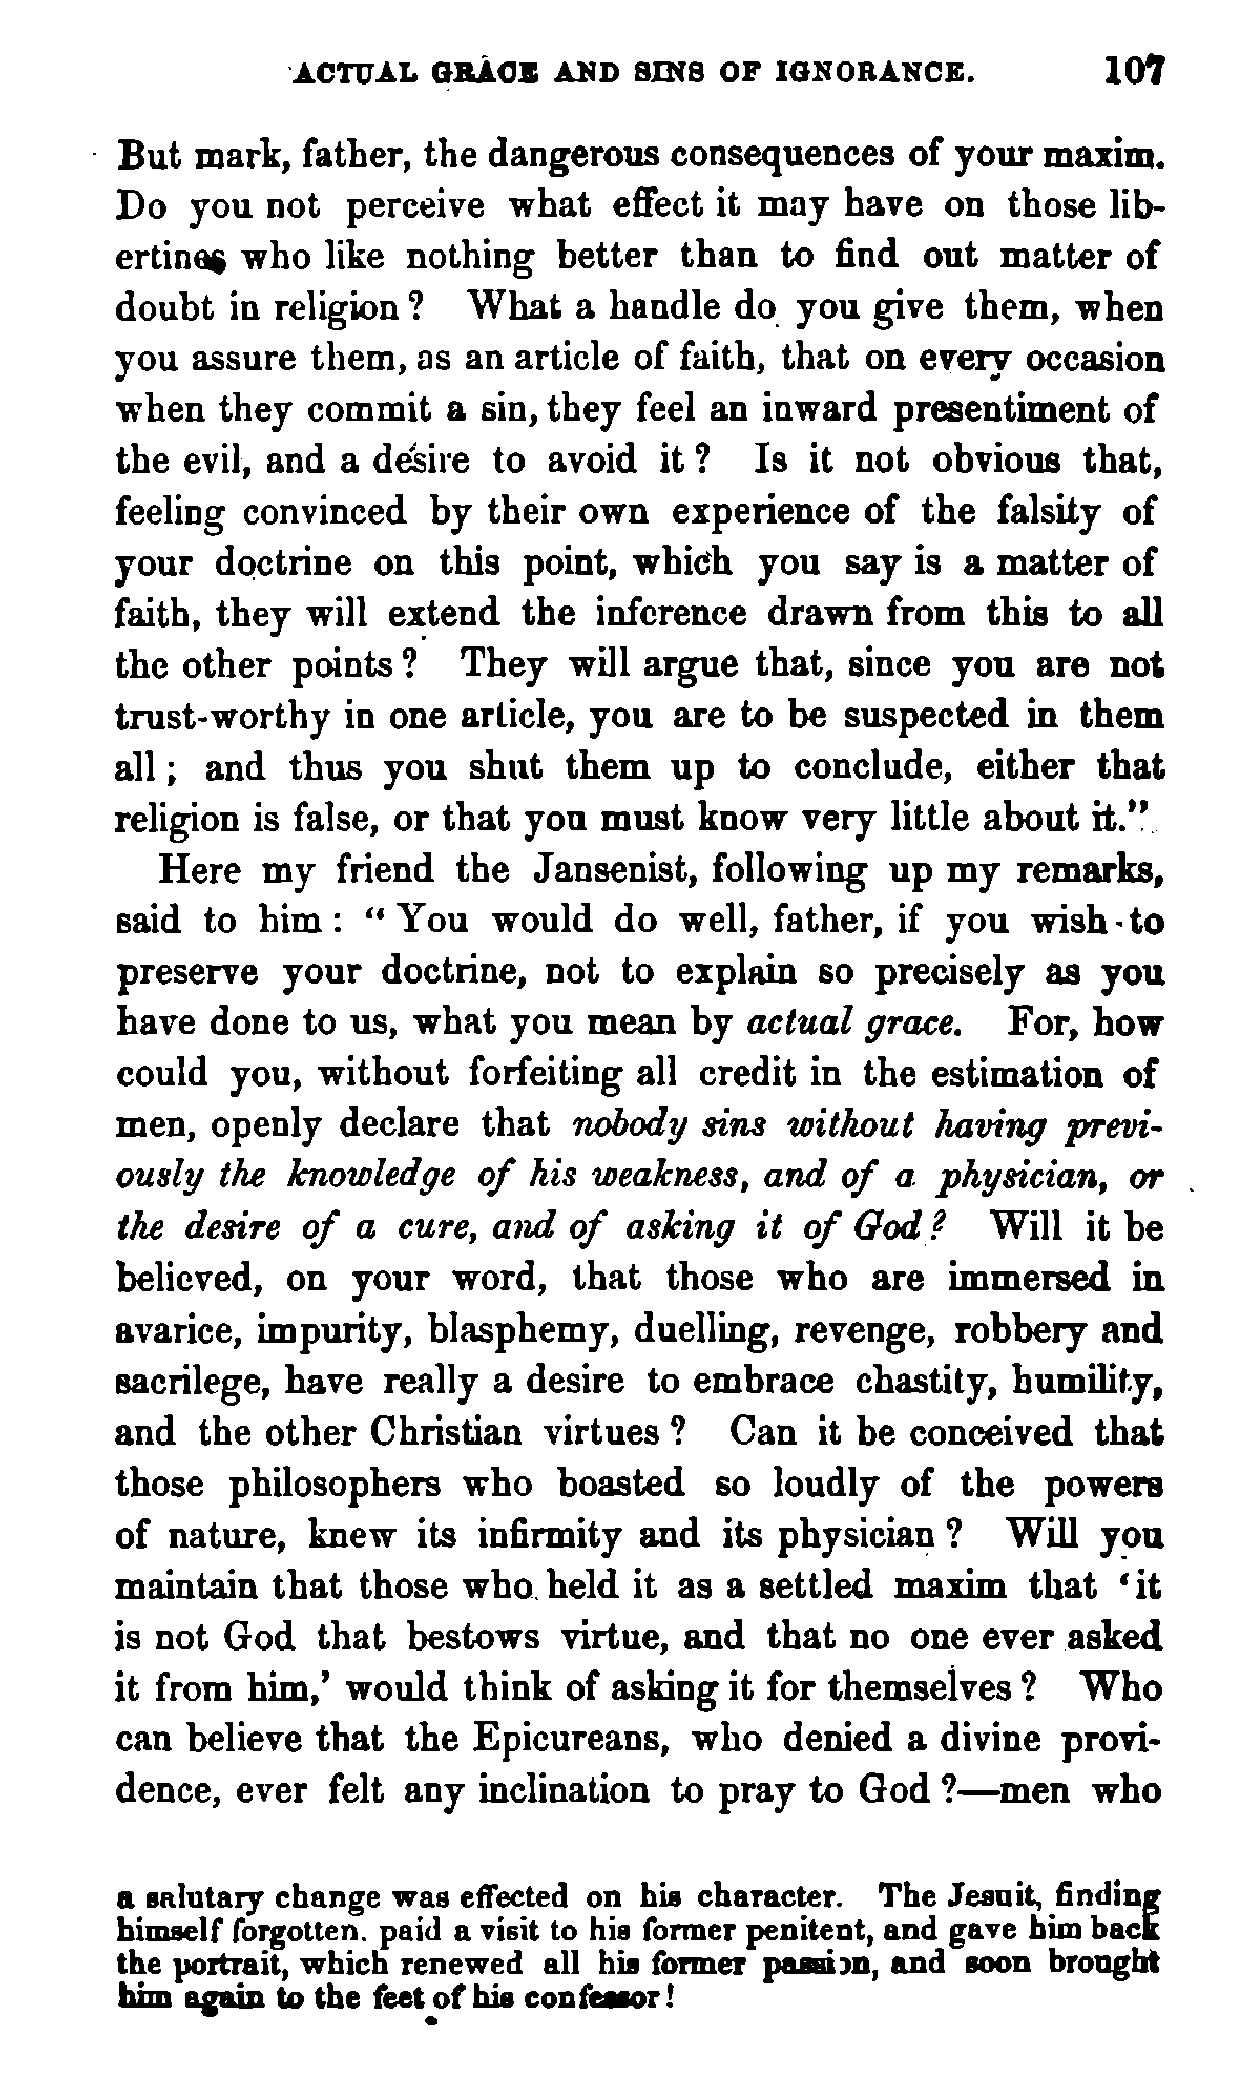 ACTUAL GRACE AND SINS OF IGNORANCE. 107
But mark, father, the dangerous consequences of your maxim.
Do you not perceive what effect it may have on those lib-
ertines who like nothing better than to find out matter of
doubt in religion? What a handle do you give them, when
you assure them, as an article of faith, that on every occasion
when they commit a sin, they feel an inward presentiment of
the evil, and a desire to avoid it? Is it not obvious that,
feeling convinced by their own experience of the falsity of
your doctrine on this point, which you say is a matter of
faith, they will extend the inference drawn from this to all
the other points? They will argue that, since you are not
trust-worthy in one article, you are to be suspected in them
all; and thus you shut them up to conclude, either that
religion is false, or that you must know very little about it."
Here my friend the Jansenist, following up my remarks,
said to him: "You would do well, father, if you wish to
preserve your doctrine, not to explain so precisely as you
have done to us, what you mean by actual grace. For, how
could you, without forfeiting all credit in the estimation of
men, openly declare that nobody sins without having previ-
ously the knowledge of his weakness, and of a physician, or
the desire of a cure, and of asking it of God? Will it be
believed, on your word, that those who are immersed in
avarice, impurity, blasphemy, duelling, revenge, robbery and
sacrilege, have really a desire to embrace chastity, humility,
and the other Christian virtues? Can it be conceived that
those philosophers who boasted so loudly of the powers
of nature, knew its infirmity and its physician? Will you
maintain that those who held it as a settled maxim that 'it
is not God that bestows virtue, and that no one ever asked
it from him,' would think of asking it for themselves? Who
can believe that the Epicureans, who denied a divine provi-
dence, ever felt any inclination to pray to God?—men who
a salutary change was effected on his character. The Jesuit, finding
himself forgotten. paid a visit to his former penitent, and gave him back
the portrait, which renewed all his former passion, and soon brought
him again to the feet of his confessor!